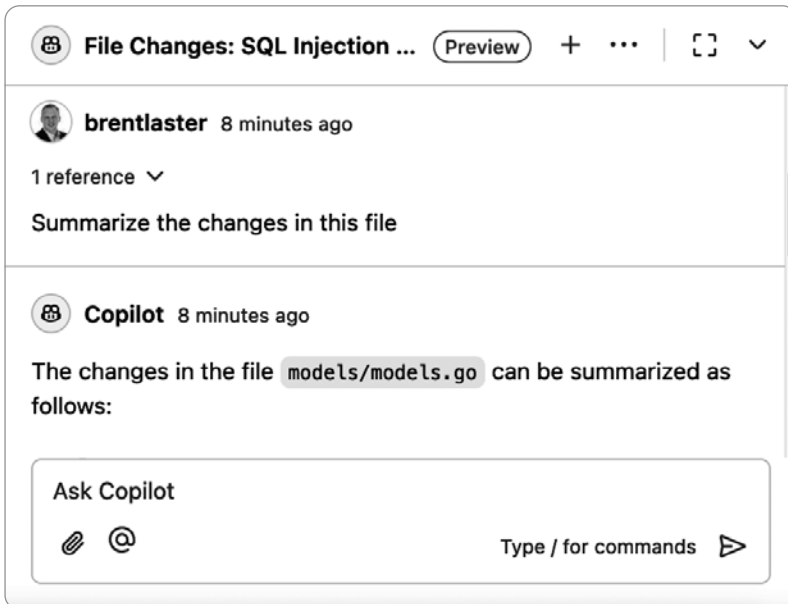 File Changes: SQL Injection ... Preview
brentlaster 8 minutes ago
1 reference
Summarize the changes in this file
Copilot 8 minutes ago
The changes in the file models/models.go can be summarized as
follows:
Ask Copilot
Type / for commands